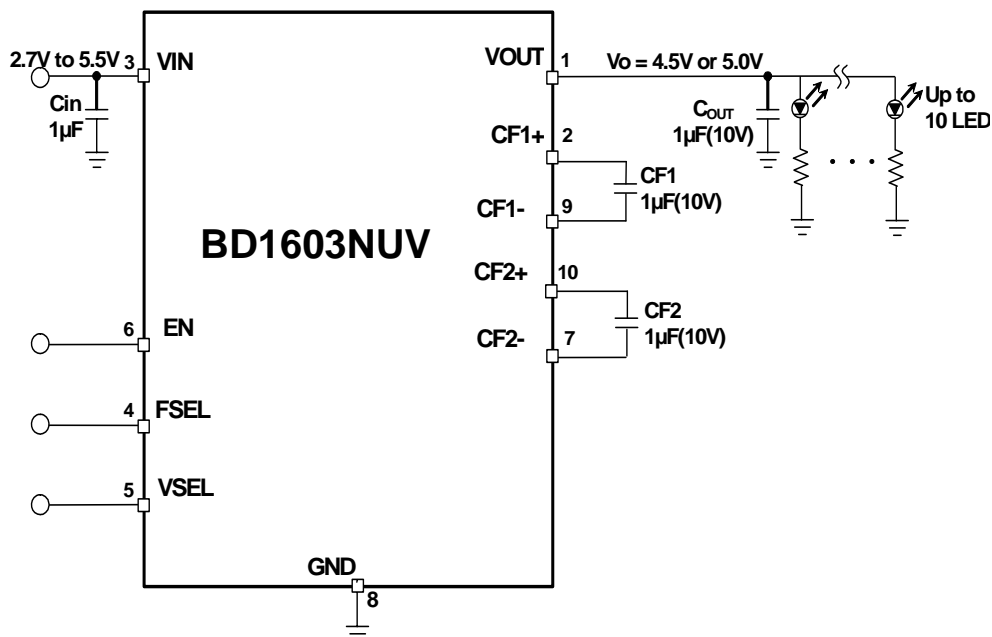 2.7V to 5.5V
3
VIN
Cin
1µF
VOUT
1
Vo = 4.5V or 5.0V
COUT
1µF(10V)
Up to
10 LED
CF1+
2
CF1
1µF(10V)
CF1-
9
BD1603NUV
CF2+
10
CF2
1µF(10V)
CF2-
7
6
EN
4
FSEL
5
VSEL
GND
8